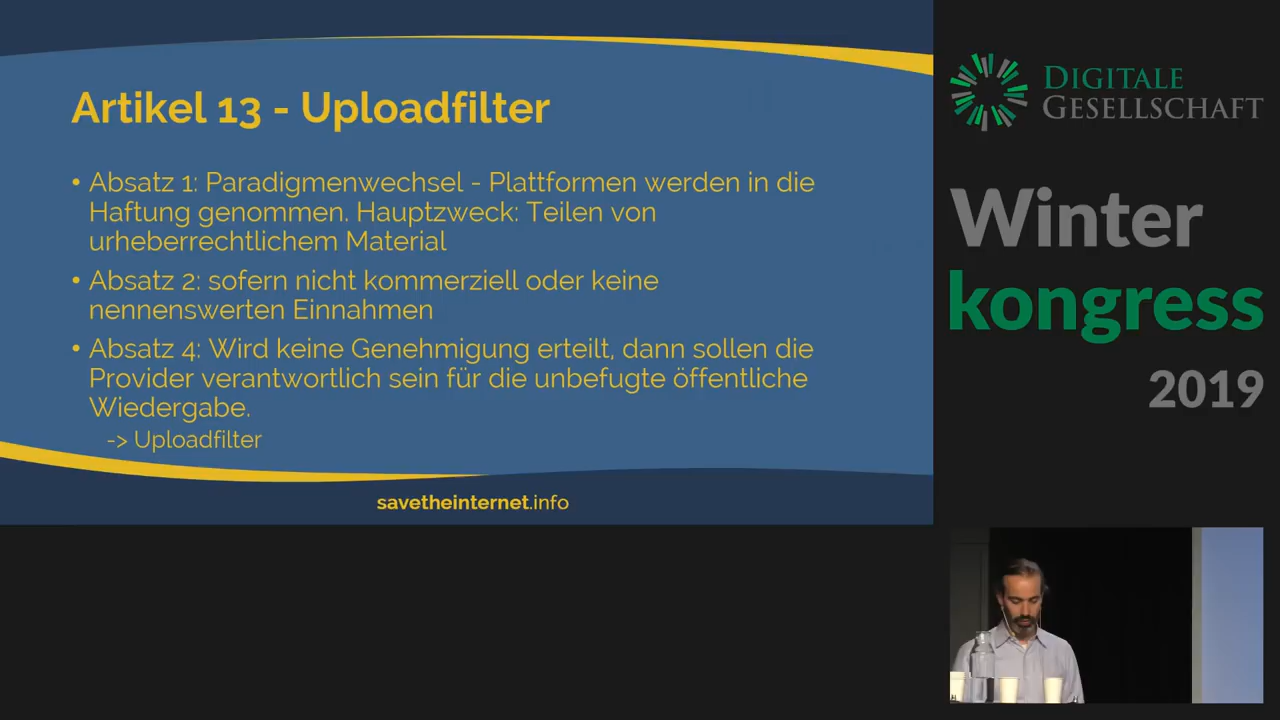 Artikel 13 - Uploadfilter
• Absatz 1: Paradigmenwechsel - Plattformen werden in die
Haftung genommen. Hauptzweck: Teilen von
urheberrechtlichem Material
• Absatz 2: sofern nicht kommerziell oder keine
nennenswerten Einnahmen
• Absatz 4: Wird keine Genehmigung erteilt, dann sollen die
Provider verantwortlich sein für die unbefugte öffentliche
Wiedergabe.
-> Uploadfilter
savetheinternet.info
DIGITALE
GESELLSCHAFT
Winter
kongress
2019